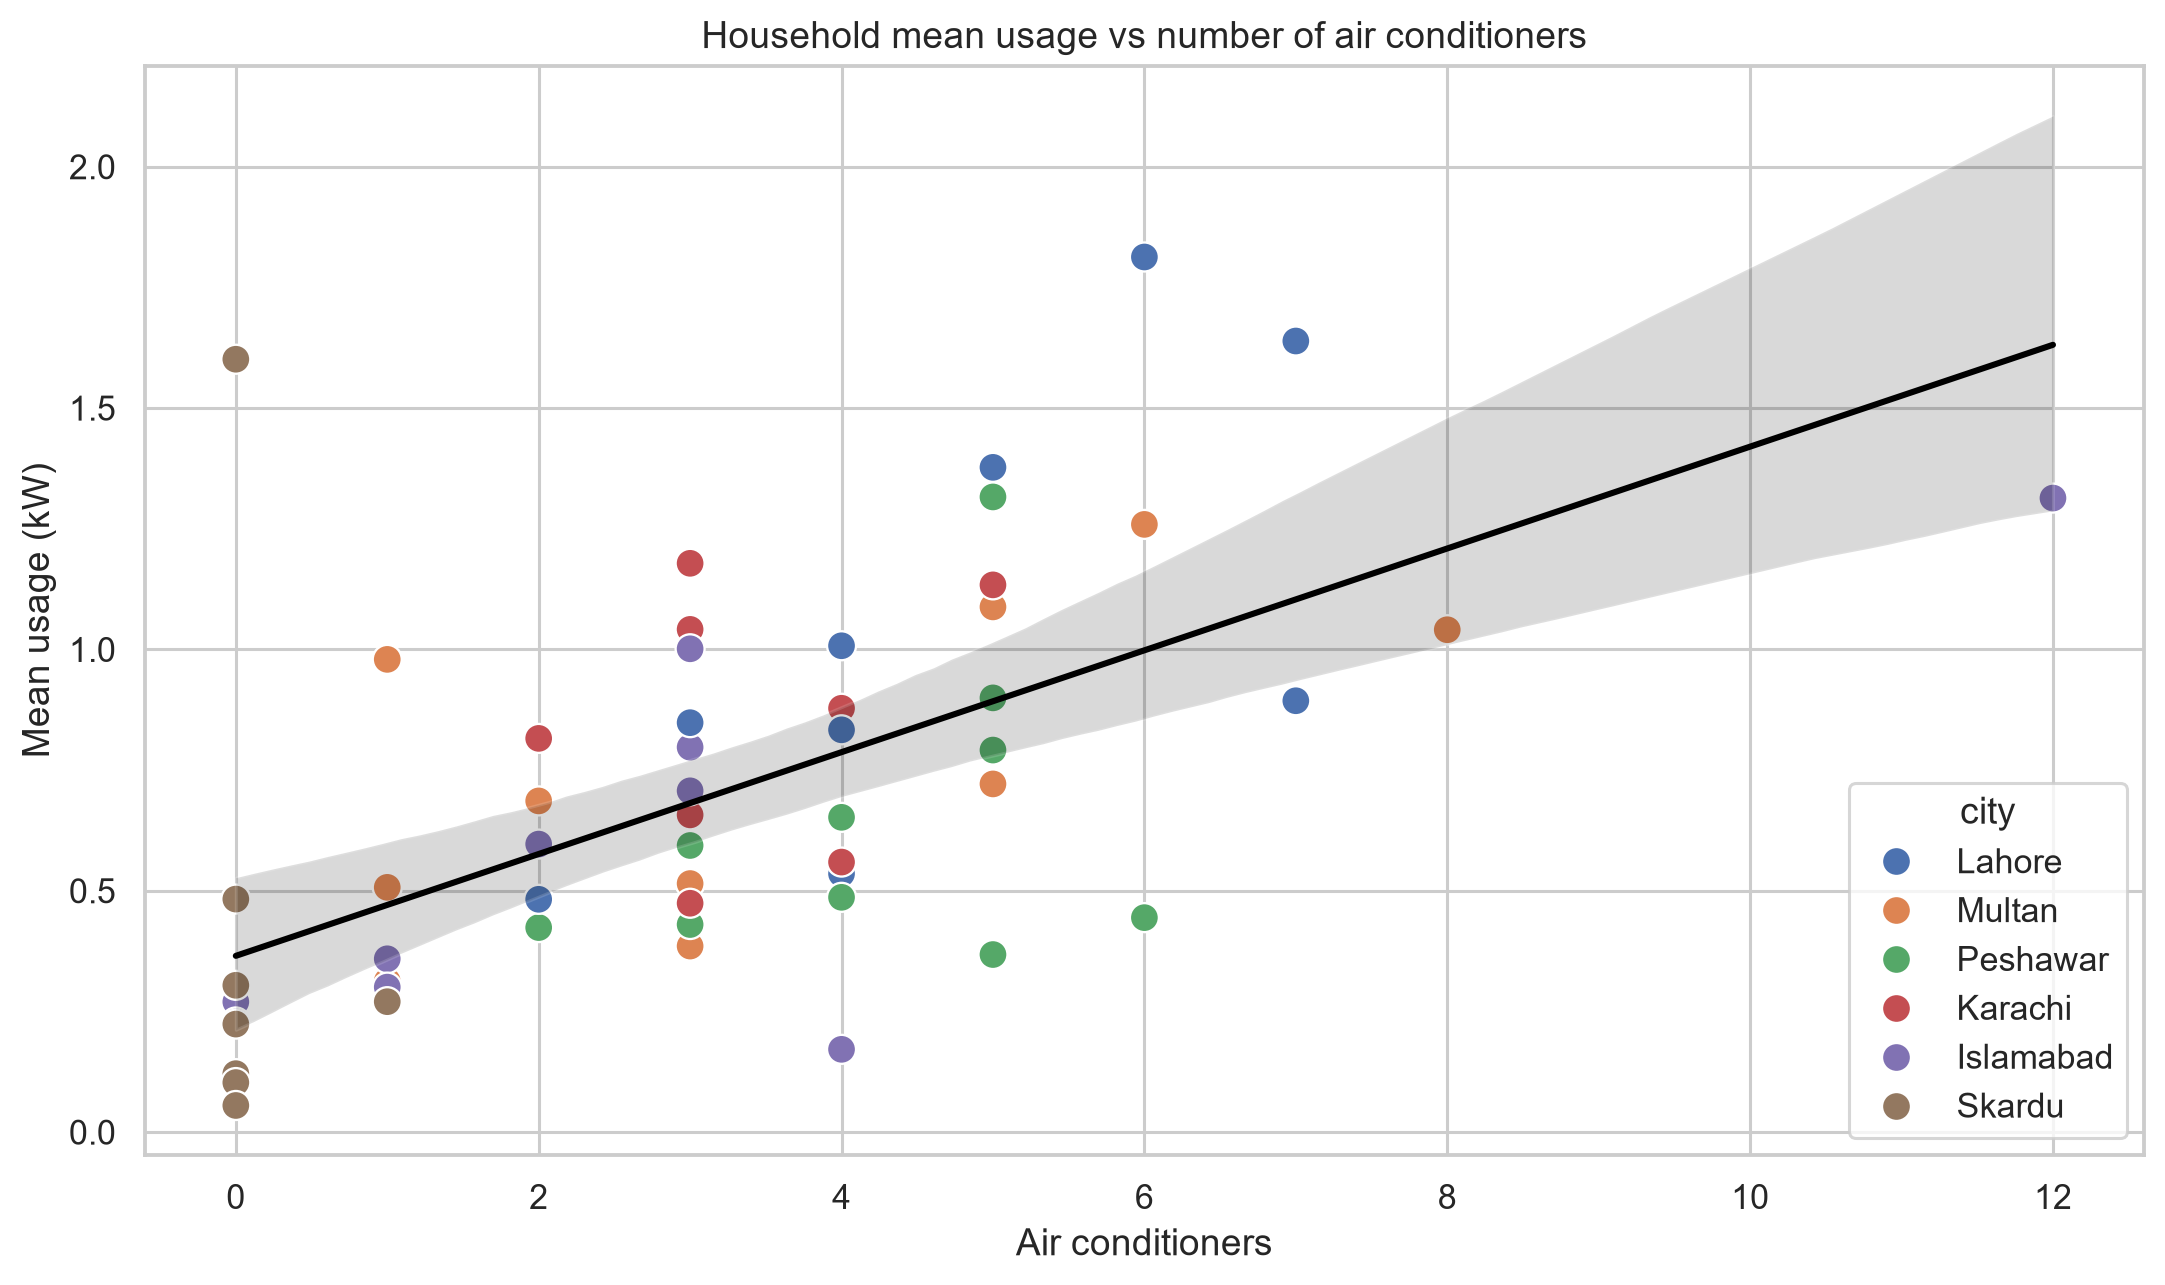 Household mean usage vs number of air conditioners
Mean usage (kW)
2.0
1.5
1.0
0.5
0.0
0 2 4 6 8 10 12
Air conditioners
city
Lahore
Multan
Peshawar
Karachi
Islamabad
Skardu